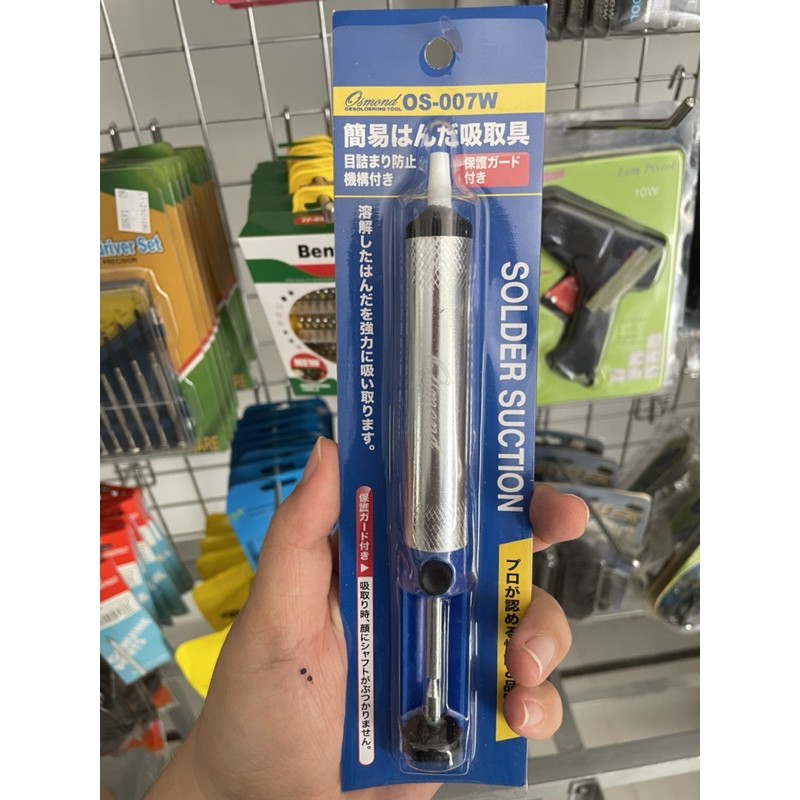 Osmond
DESOLDERING TOOL
OS-007W
簡易はんだ吸取具
目詰まり防止
機構付き
保護ガード
付き
溶解したはんだを強力に吸い取ります。
SOLDER SUCTION
Osmond
保護ガード付き▶
吸取り時、顔にシャフトがぶつかりません。
プロが認める
driver Set
PRECISION
Ben
NEW
10W